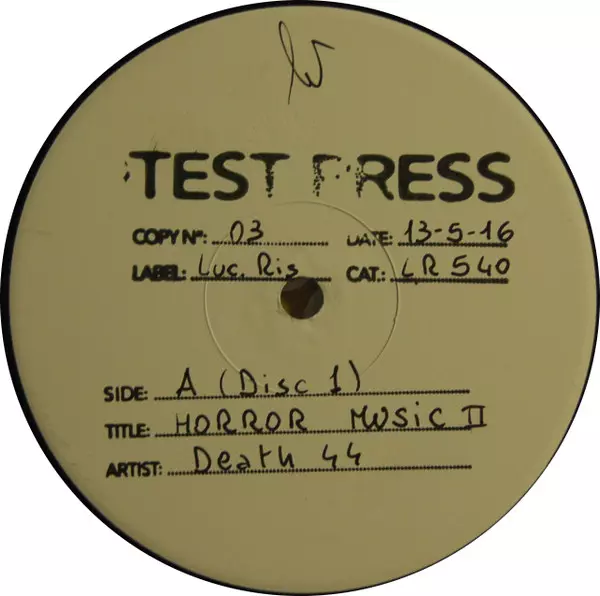 TEST PRESS
COPY Nº: 03 DATE: 13-5-16
LABEL: Luc. Ris CAT.: LR 540
SIDE: A (Disc 1)
TITLE: HORROR MUSIC II
ARTIST: Death 44